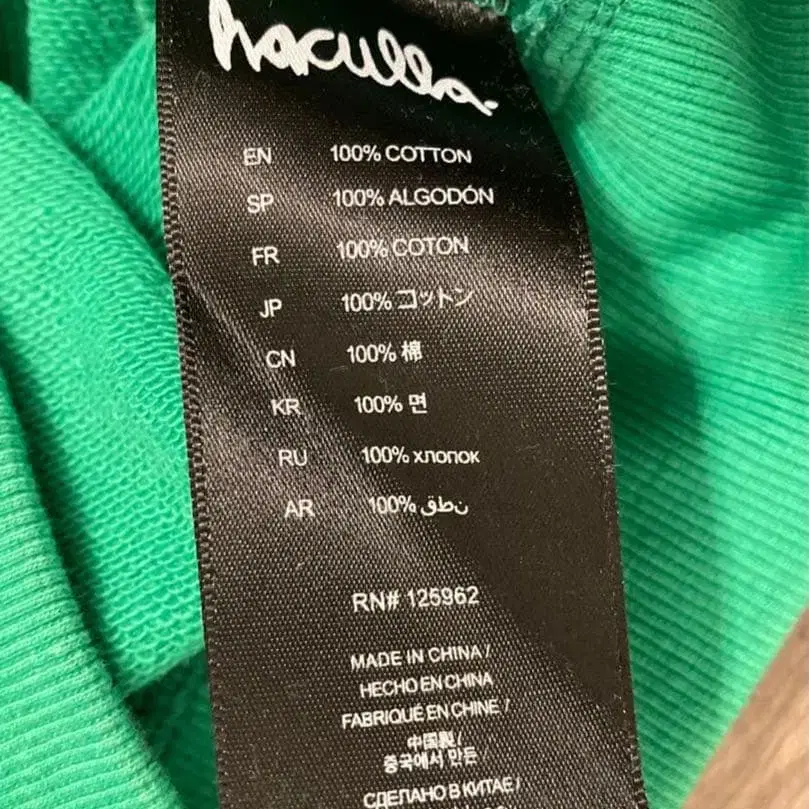 haculla
EN 100% COTTON
SP 100% ALGODÓN
FR 100% COTON
JP 100% コットン
CN 100% 棉
KR 100% 면
RU 100% хлопок
AR 100% نطق
RN# 125962
MADE IN CHINA /
HECHO EN CHINA
FABRIQUÉ EN CHINE /
中国製 /
중국에서 만든 /
СДЕЛАНО В КИТАЕ /